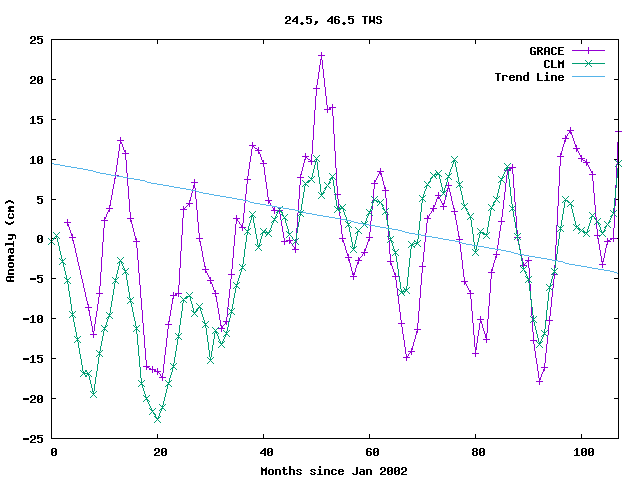 24.5, 46.5 TWS
GRACE
CLM
Trend Line
25
20
15
10
5
0
-5
-10
-15
-20
-25
Anomaly (cm)
0 20 40 60 80 100
Months since Jan 2002